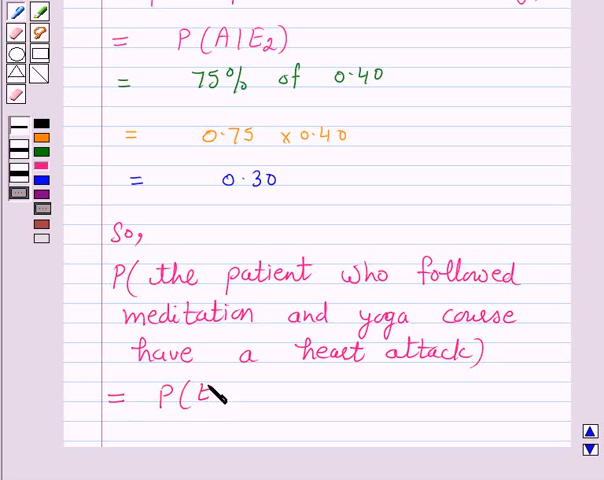 = P(A|E₂)
= 75% of 0.40
= 0.75 x 0.40
= 0.30
So,
P( the patient who followed
meditation and yoga course
have a heart attack)
= P(